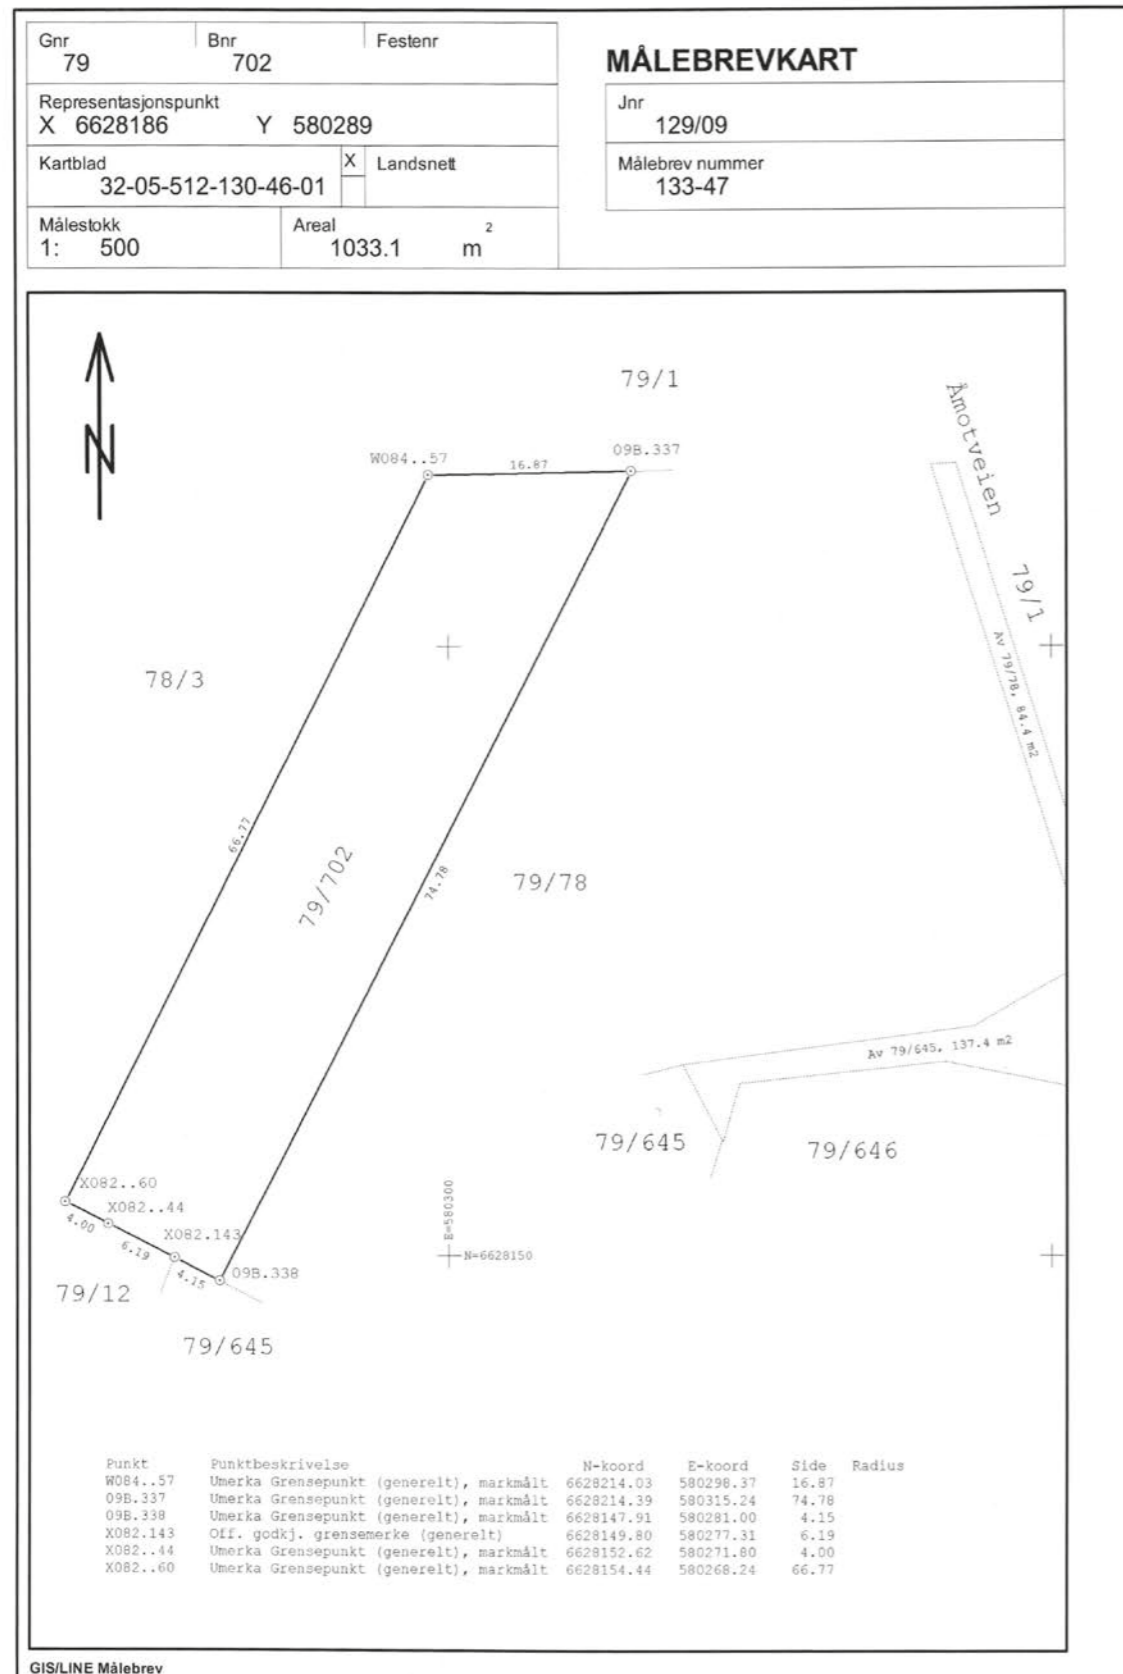 Gnr Bnr Festenr
79 702
MÅLEBREVKART
Representasjonspunkt
X 6628186 Y 580289
Jnr
129/09
Kartblad X Landsnett
32-05-512-130-46-01
Målebrev nummer
133-47
Målestokk Areal 2
1: 500 1033.1 m
N
79/1
Åmotveien
W084..57 16.87 09B.337
79/1
Av 79/78, 84.4 m2
78/3
66.77
79/702
74.78
79/78
Av 79/645, 137.4 m2
79/645
79/646
X082..60
X082..44
4.00
X082.143
6.19
4.15
09B.338
E=580300
N=6628150
79/12
79/645
Punkt Punktbeskrivelse N-koord E-koord Side Radius
W084..57 Umerka Grensepunkt (generelt), markmålt 6628214.03 580298.37 16.87
09B.337 Umerka Grensepunkt (generelt), markmålt 6628214.39 580315.24 74.78
09B.338 Umerka Grensepunkt (generelt), markmålt 6628147.91 580281.00 4.15
X082.143 Off. godkj. grensemerke (generelt) 6628149.80 580277.31 6.19
X082..44 Umerka Grensepunkt (generelt), markmålt 6628152.62 580271.80 4.00
X082..60 Umerka Grensepunkt (generelt), markmålt 6628154.44 580268.24 66.77
GIS/LINE Målebrev